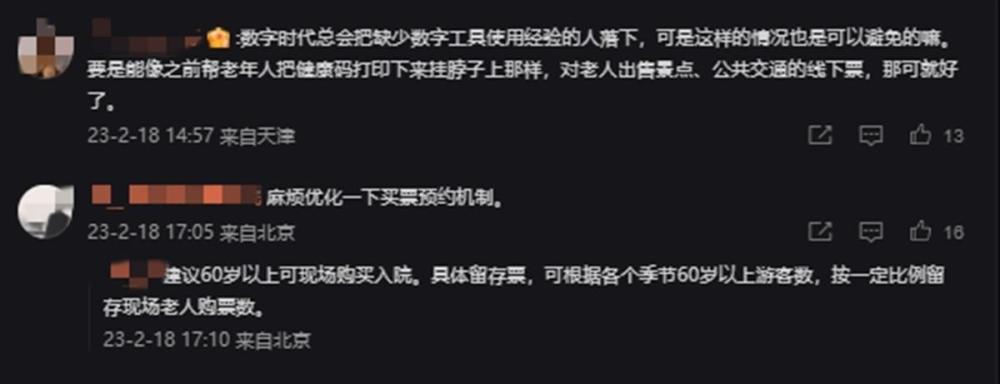 :数字时代总会把缺少数字工具使用经验的人落下，可是这样的情况也是可以避免的嘛。
要是能像之前帮老年人把健康码打印下来挂脖子上那样，对老人出售景点、公共交通的线下票，那可就好
了。
23-2-18 14:57 来自天津
13
麻烦优化一下买票预约机制。
23-2-18 17:05 来自北京
16
建议60岁以上可现场购买入院。具体留存票，可根据各个季节60岁以上游客数，按一定比例留
存现场老人购票数。
23-2-18 17:10 来自北京